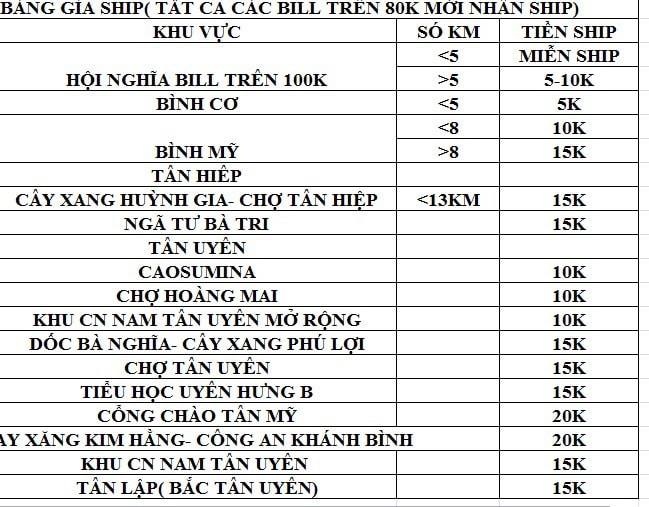 BẢNG GIÁ SHIP( TẤT CẢ CÁC BILL TRÊN 80K MỚI NHẬN SHIP)
KHU VỰC SỐ KM TIỀN SHIP
<5 MIỄN SHIP
HỘI NGHĨA BILL TRÊN 100K >5 5-10K
BÌNH CƠ <5 5K
<8 10K
BÌNH MỸ >8 15K
TÂN HIỆP
CÂY XANG HUỲNH GIA- CHỢ TÂN HIỆP <13KM 15K
NGÃ TƯ BÀ TRI 15K
TÂN UYÊN
CAOSUMINA 10K
CHỢ HOÀNG MAI 10K
KHU CN NAM TÂN UYÊN MỞ RỘNG 10K
DỐC BÀ NGHĨA- CÂY XANG PHÚ LỢI 15K
CHỢ TÂN UYÊN 15K
TIỂU HỌC UYÊN HƯNG B 15K
CỔNG CHÀO TÂN MỸ 20K
AY XĂNG KIM HẰNG- CÔNG AN KHÁNH BÌNH 20K
KHU CN NAM TÂN UYÊN 15K
TÂN LẬP( BẮC TÂN UYÊN) 15K